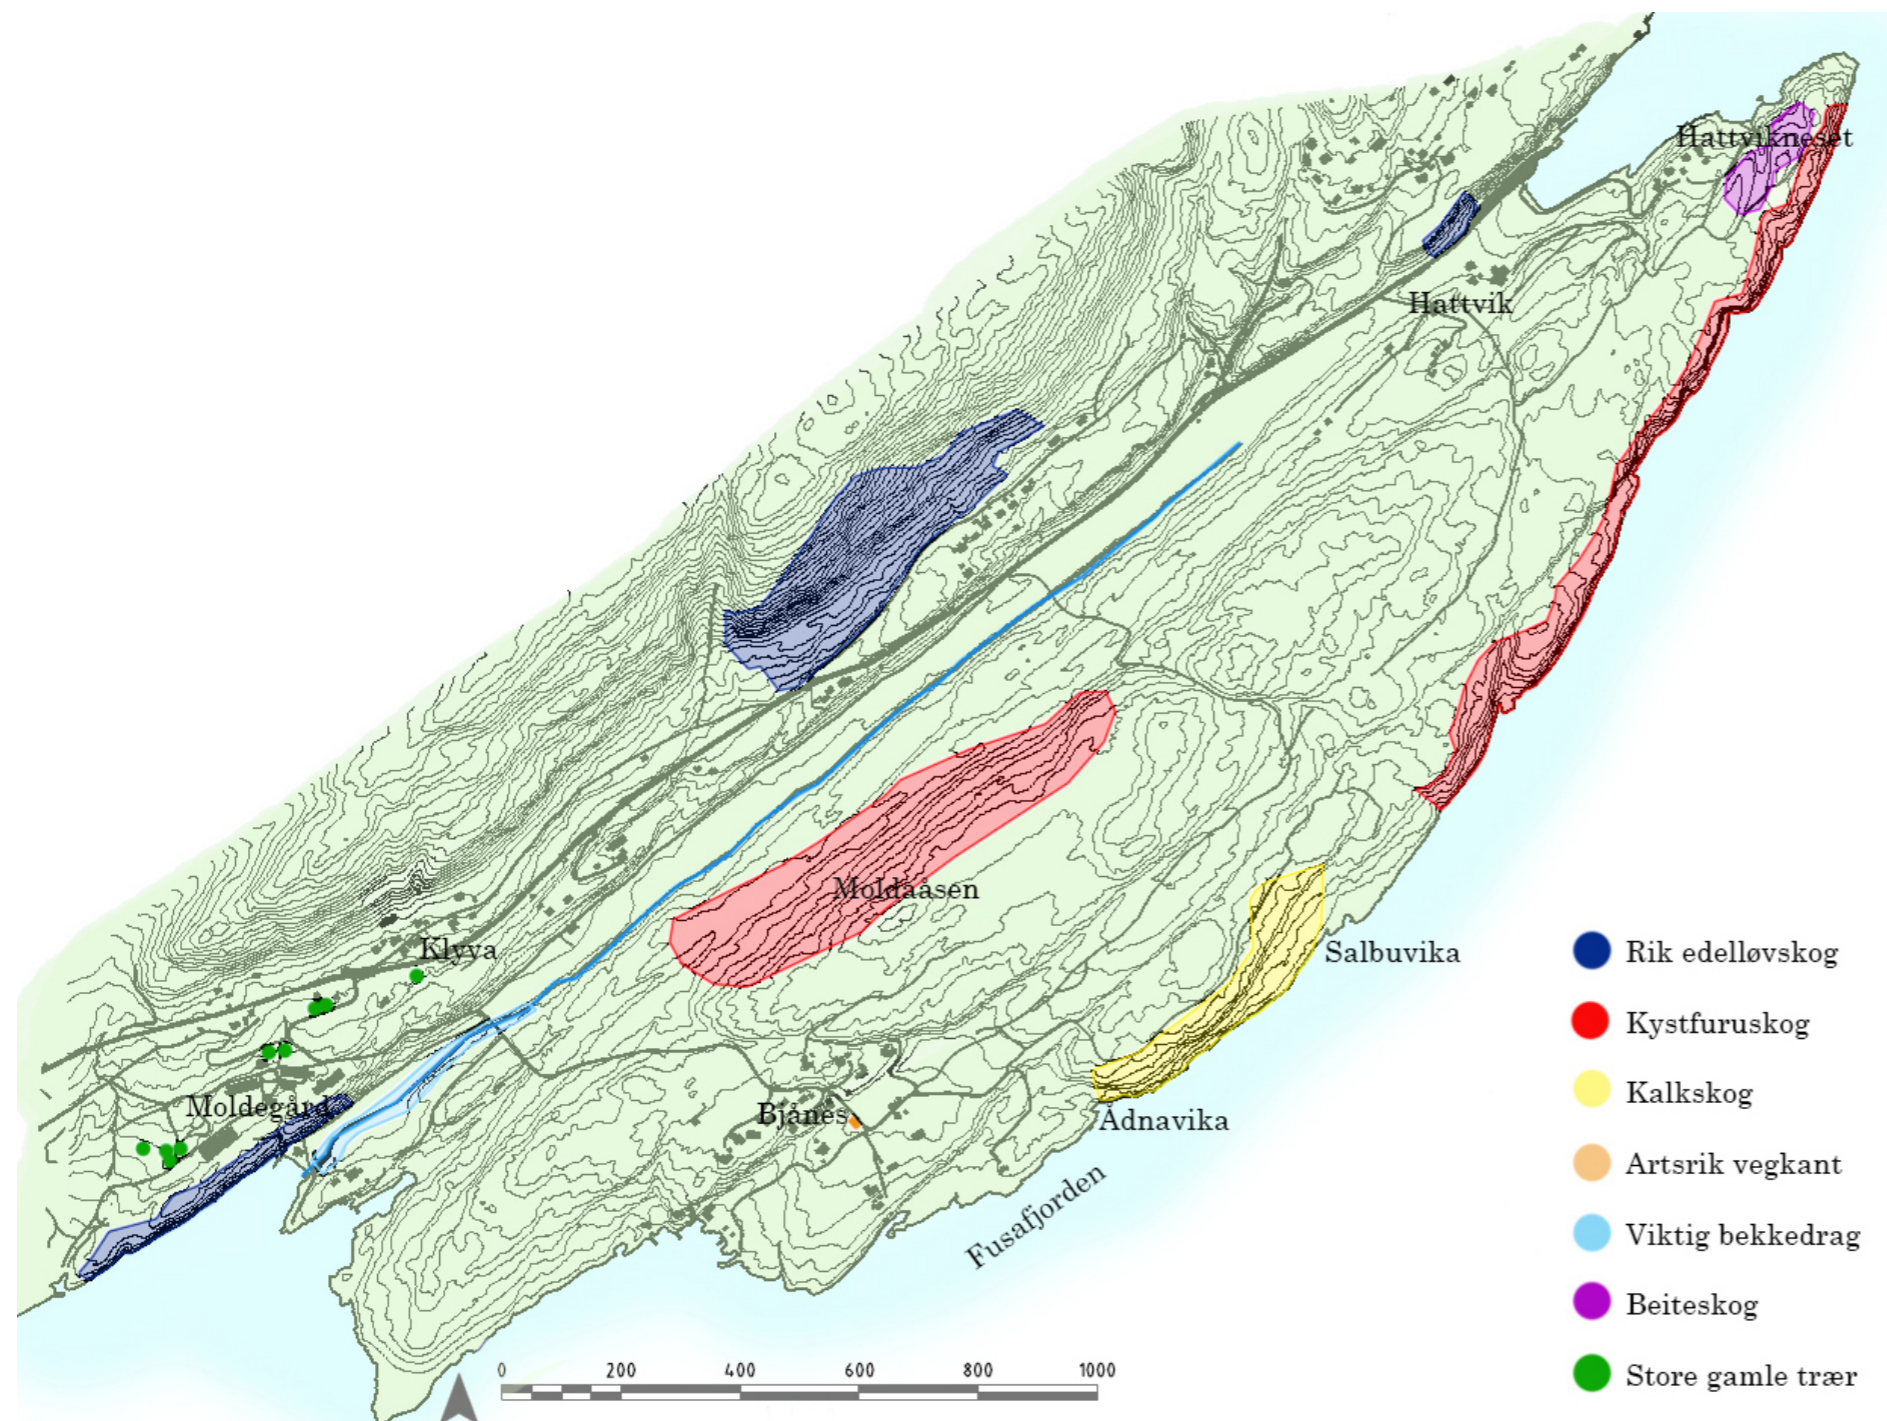 Hattvikneset
Hattvik
Moldaåsen
Klyva
Salbuvika
Moldegård
Bjånes
Ådnavika
Fusafjorden
Rik edelløvskog
Kystfuruskog
Kalkskog
Artsrik vegkant
Viktig bekkedrag
Beiteskog
Store gamle trær
0 200 400 600 800 1000